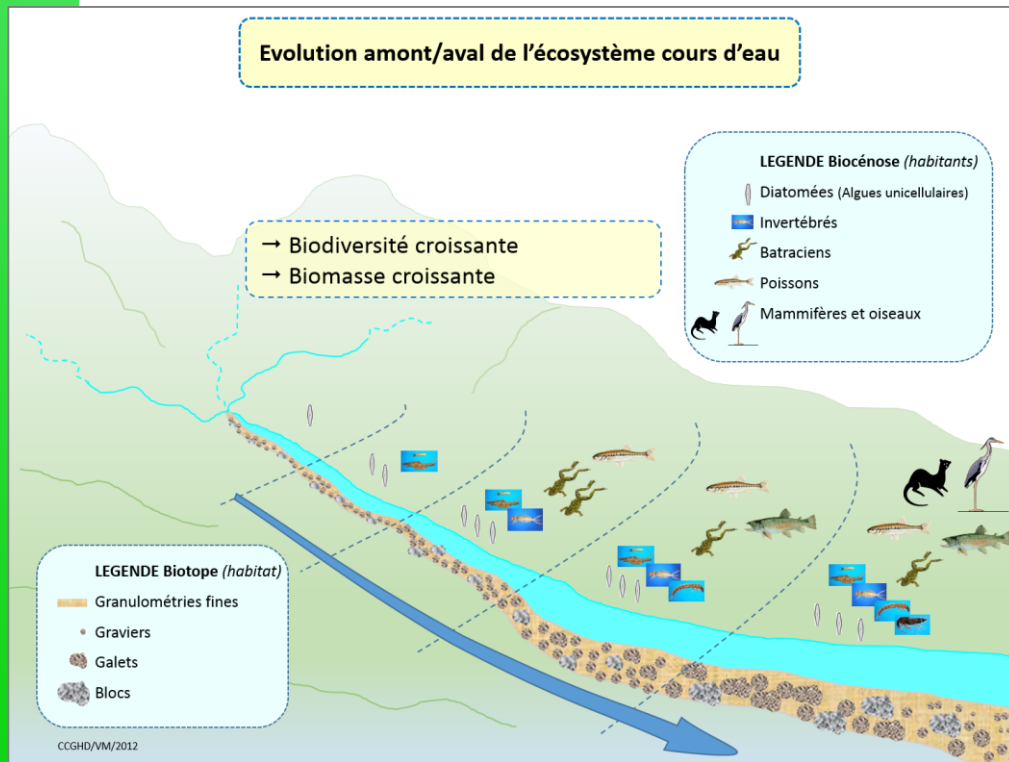 Evolution amont/aval de l'écosystème cours d'eau
LEGENDE Biocénose (habitants)
Diatomées (Algues unicellulaires)
Invertébrés
Batraciens
Poissons
Mammifères et oiseaux
→ Biodiversité croissante
→ Biomasse croissante
LEGENDE Biotope (habitat)
Granulométries fines
Graviers
Galets
Blocs
CCGHD/VM/2012